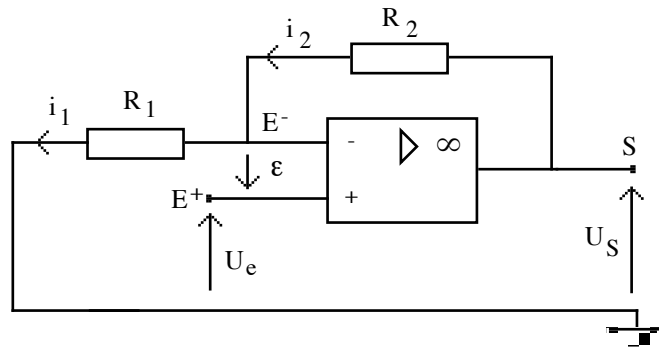 R2
i2
i1
R1
E-
- ∞
ε
S
E+
+
Ue
US